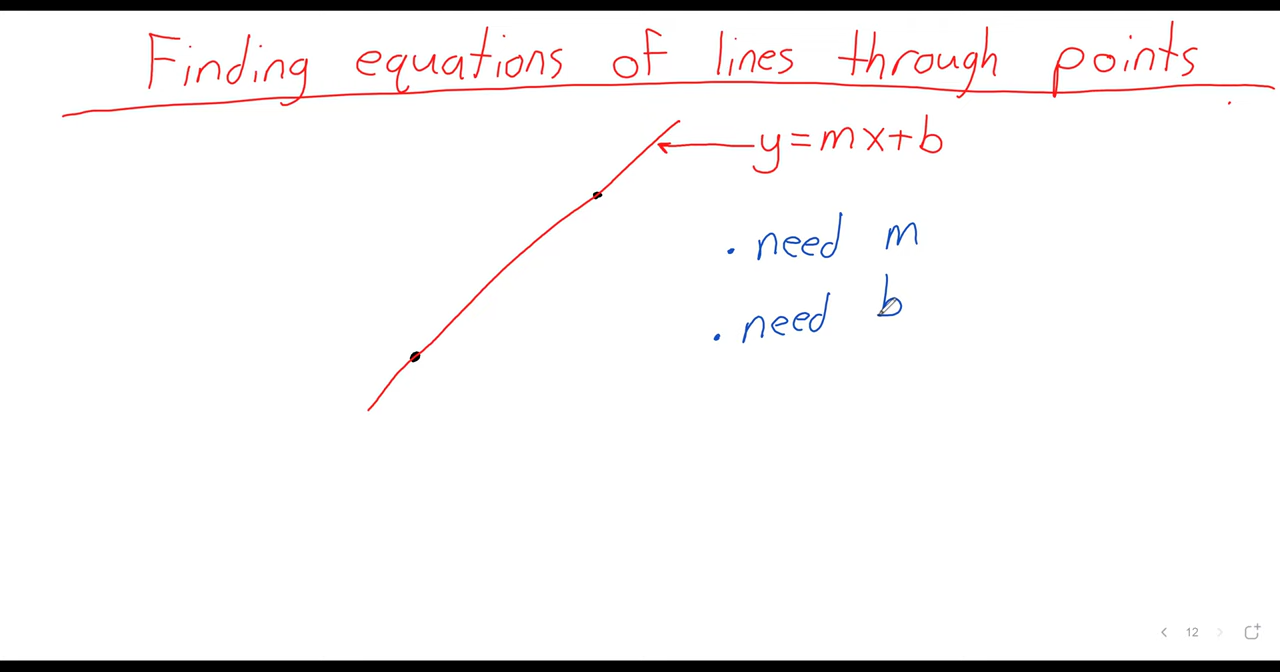 Finding equations of lines through points
y=mx+b
. need m
. need b
< 12 >